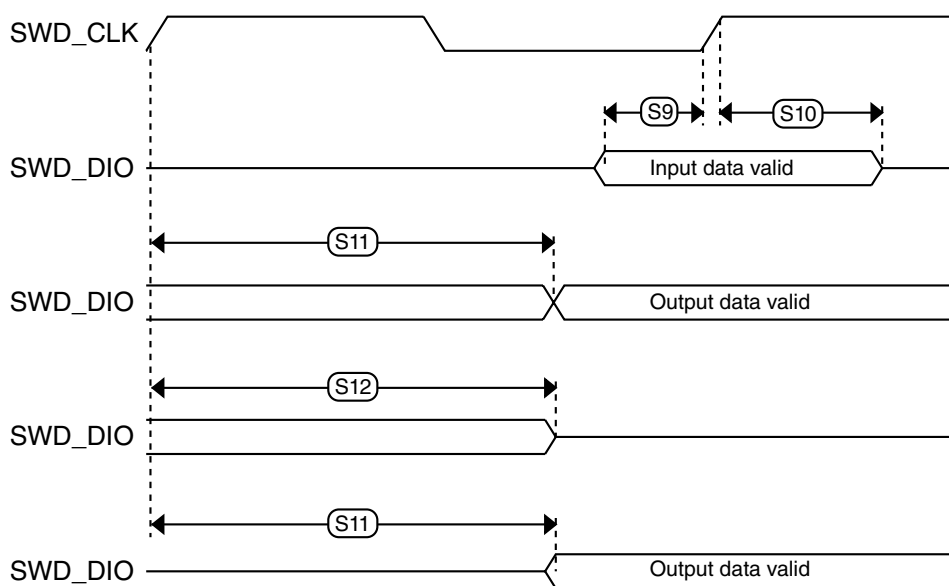 SWD_CLK
S9
S10
SWD_DIO
Input data valid
S11
SWD_DIO
Output data valid
S12
SWD_DIO
S11
SWD_DIO
Output data valid